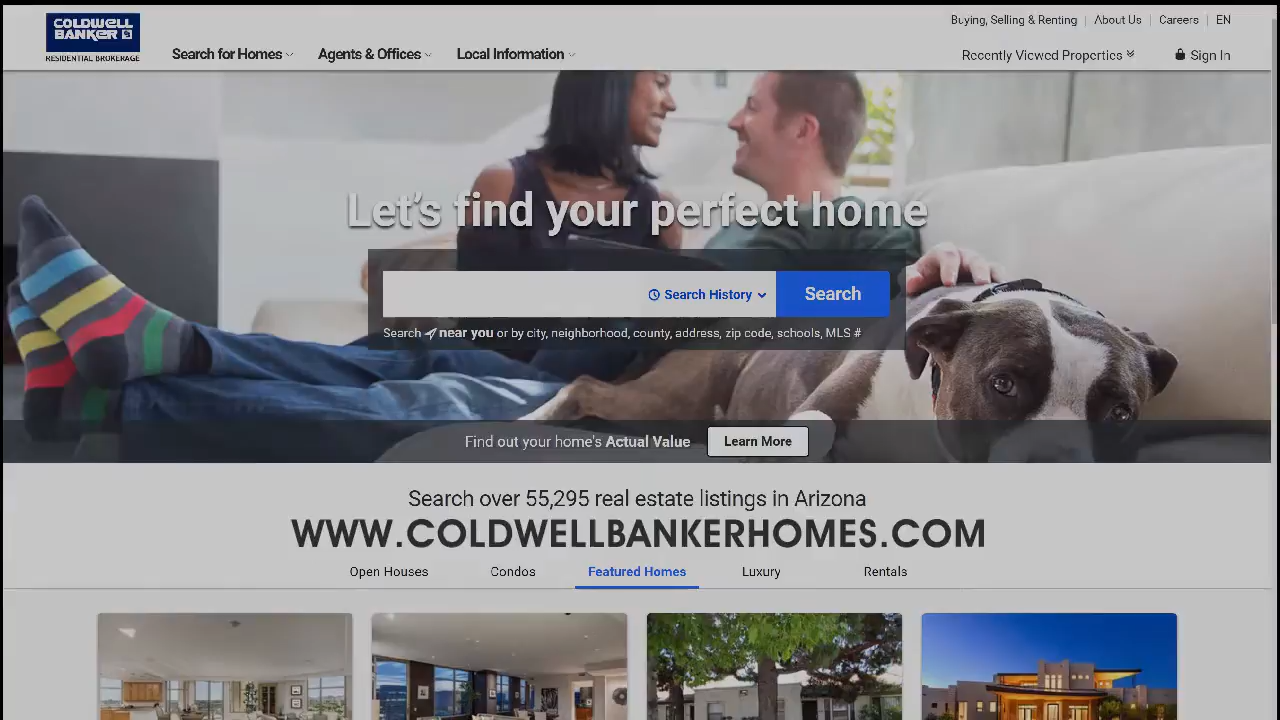 COLDWELL
BANKER
RESIDENTIAL BROKERAGE
Buying, Selling & Renting | About Us | Careers | EN
Search for Homes Agents & Offices Local Information
Recently Viewed Properties Sign In
Let's find your perfect home
Search History Search
Search near you or by city, neighborhood, county, address, zip code, schools, MLS #
Find out your home's Actual Value Learn More
Search over 55,295 real estate listings in Arizona
WWW.COLDWELLBANKERHOMES.COM
Open Houses Condos Featured Homes Luxury Rentals